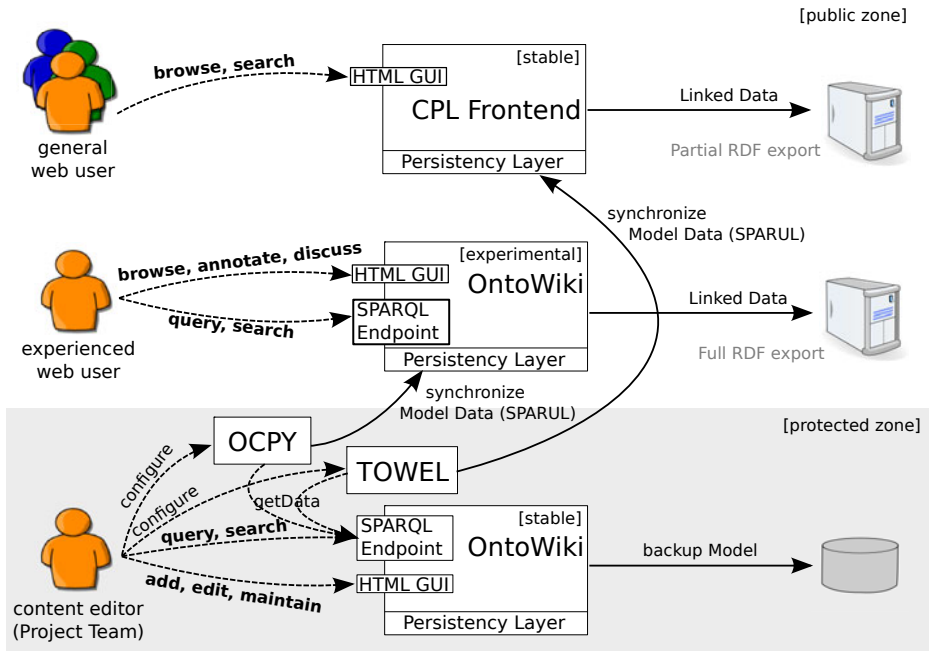 [public zone]
browse, search
[stable]
HTML GUI
CPL Frontend
Linked Data
Persistency Layer
Partial RDF export
general
web user
synchronize
Model Data (SPARUL)
browse, annotate, discuss
[experimental]
HTML GUI
OntoWiki
Linked Data
query, search
SPARQL
Endpoint
Persistency Layer
Full RDF export
experienced
web user
synchronize
Model Data (SPARUL)
[protected zone]
OCPY
configure
TOWEL
configure
getData
query, search
SPARQL
Endpoint
[stable]
OntoWiki
backup Model
add, edit, maintain
HTML GUI
Persistency Layer
content editor
(Project Team)